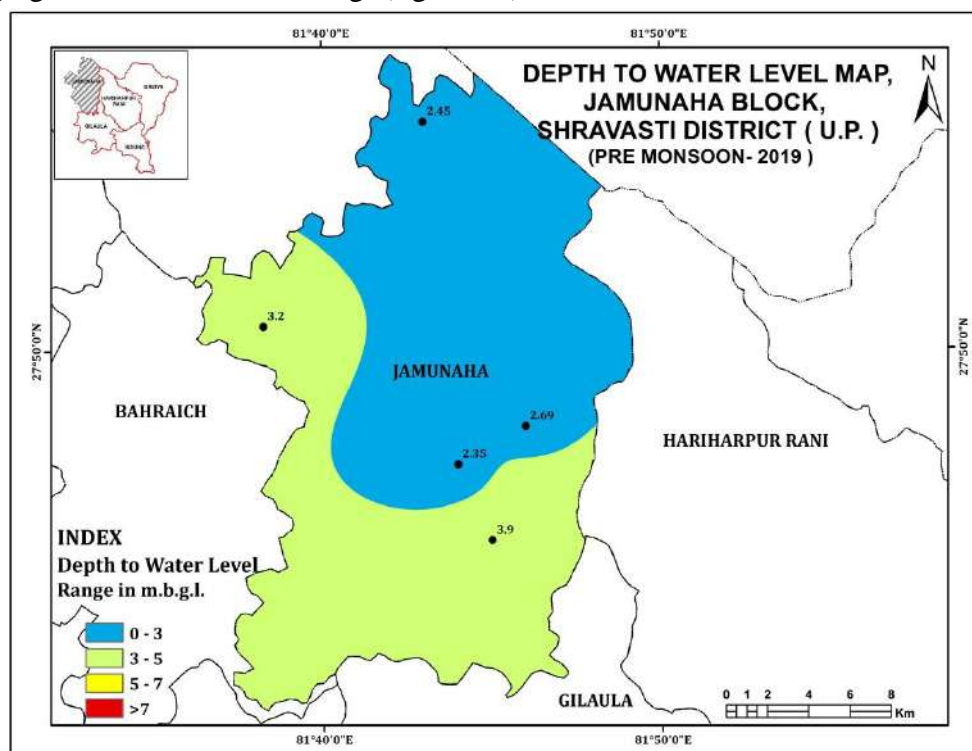 81°40'0"E
81°50'0"E
DEPTH TO WATER LEVEL MAP,
JAMUNAHA BLOCK,
SHRAVASTI DISTRICT ( U.P. )
(PRE MONSOON- 2019 )
N
HARIHARPUR
RANI
GILAULA
2.45
3.2
27°50'0"N
27°50'0"N
JAMUNAHA
BAHRAICH
2.69
HARIHARPUR RANI
2.35
3.9
INDEX
Depth to Water Level
Range in m.b.g.l.
0 - 3
3 - 5
5 - 7
>7
GILAULA
0 1 2 4 6 8
Km
81°40'0"E
81°50'0"E